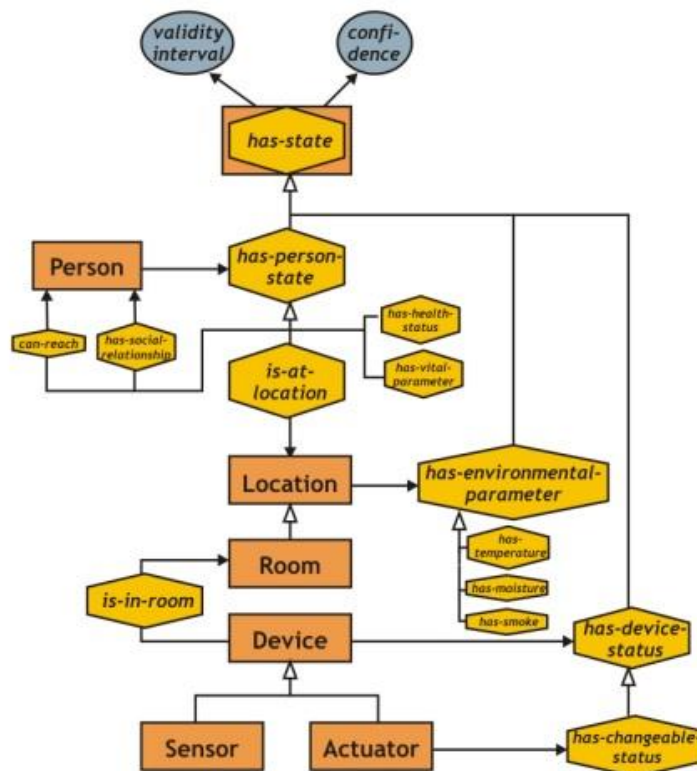 validity
interval
confi-
dence
has-state
has-person-
state
Person
has-health-
status
can-reach
has-social-
relationship
is-at-
location
has-vital-
parameter
Location
has-environmental-
parameter
has-
temperature
Room
is-in-room
has-moisture
has-smoke
Device
has-device-
status
Sensor
Actuator
has-changeable-
status